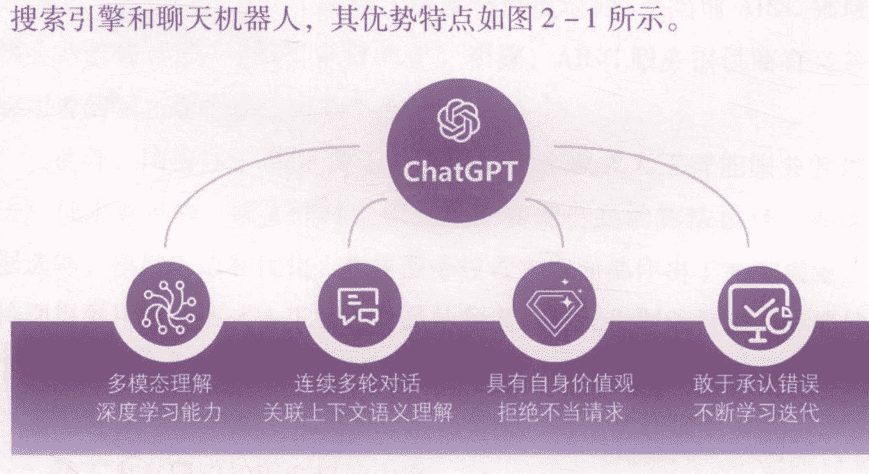 搜索引擎和聊天机器人，其优势特点如图2-1所示。
ChatGPT
多模态理解
深度学习能力
连续多轮对话
关联上下文语义理解
具有自身价值观
拒绝不当请求
敢于承认错误
不断学习迭代